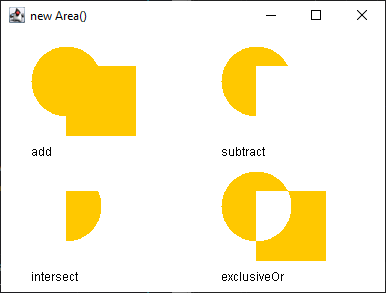 new Area()
add
subtract
intersect
exclusiveOr